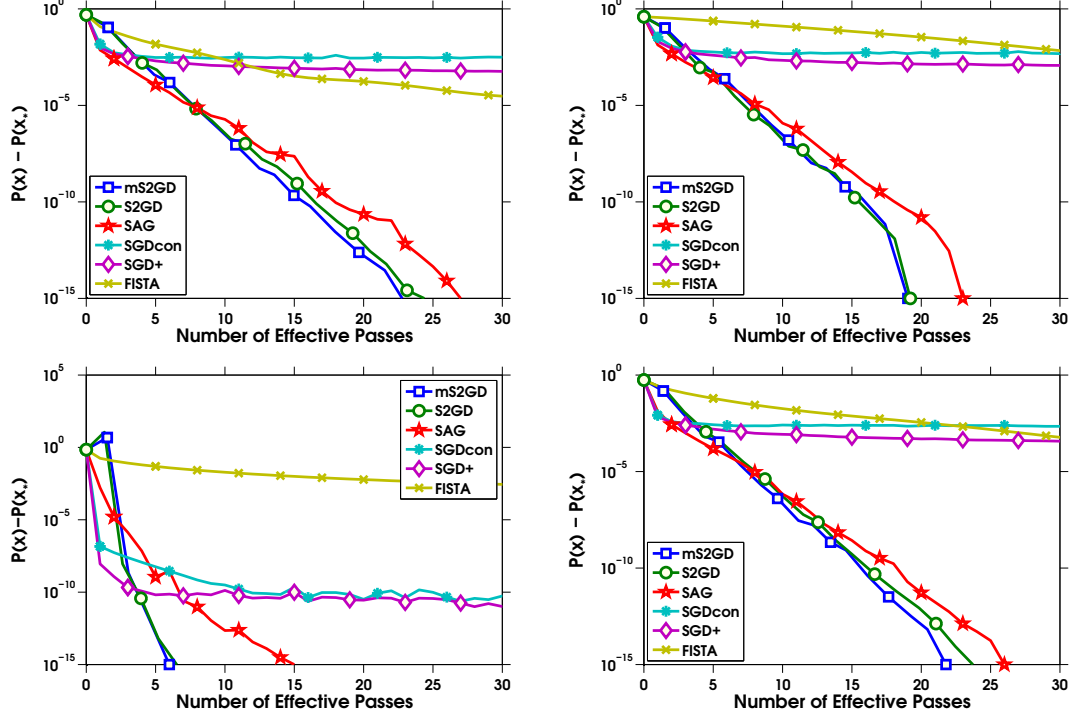 10^0
10^-5
10^-10
10^-15
P(x) − P(x*)
mS2GD
S2GD
SAG
SGDcon
SGD+
FISTA
0 5 10 15 20 25 30
Number of Effective Passes
10^0
10^-5
10^-10
10^-15
P(x) − P(x*)
mS2GD
S2GD
SAG
SGDcon
SGD+
FISTA
0 5 10 15 20 25 30
Number of Effective Passes
10^5
10^0
10^-5
10^-10
10^-15
P(x)−P(x*)
mS2GD
S2GD
SAG
SGDcon
SGD+
FISTA
0 5 10 15 20 25 30
Number of Effective Passes
10^0
10^-5
10^-10
10^-15
P(x) − P(x*)
mS2GD
S2GD
SAG
SGDcon
SGD+
FISTA
0 5 10 15 20 25 30
Number of Effective Passes